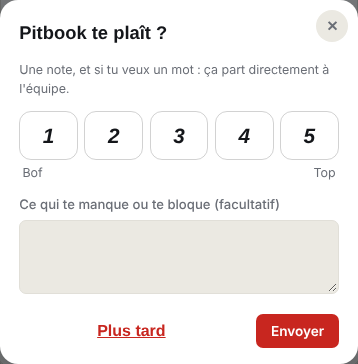 Pitbook te plaît ?
✕
Une note, et si tu veux un mot : ça part directement à
l'équipe.
1 2 3 4 5
Bof Top
Ce qui te manque ou te bloque (facultatif)
Plus tard Envoyer